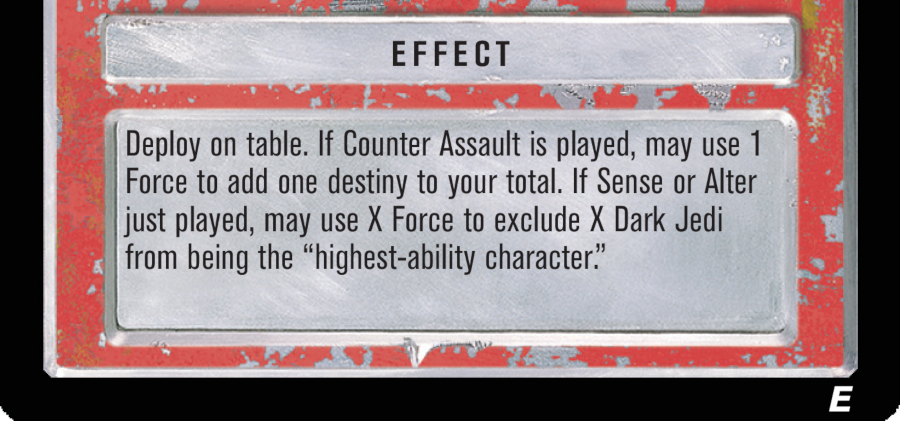 EFFECT
Deploy on table. If Counter Assault is played, may use 1
Force to add one destiny to your total. If Sense or Alter
just played, may use X Force to exclude X Dark Jedi
from being the “highest-ability character.”
E